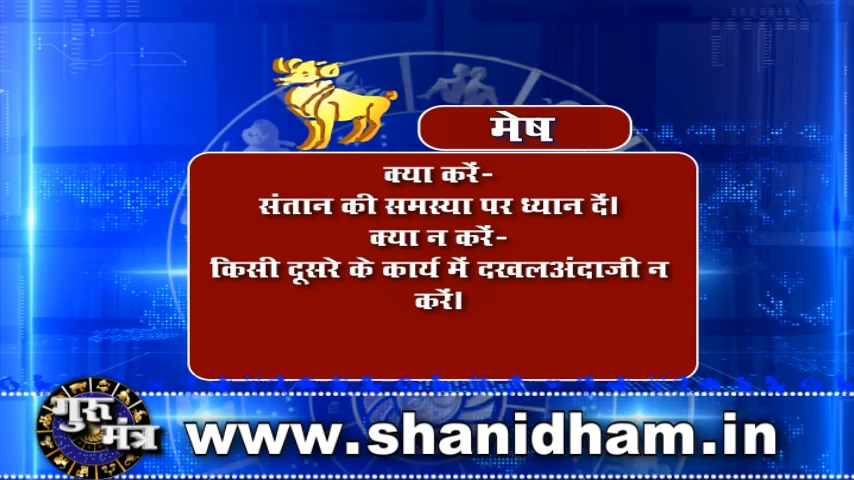 मेष
क्या करें-
संतान की समस्या पर ध्यान दें।
क्या न करें-
किसी दूसरे के कार्य में दखलअंदाजी न
करें।
गुरू
मंत्र
www.shanidham.in